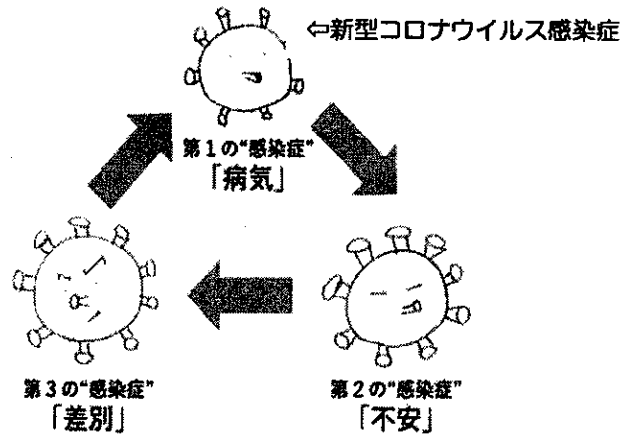 ⇦新型コロナウイルス感染症
第1の“感染症”
「病気」
第3の“感染症”
「差別」
第2の“感染症”
「不安」